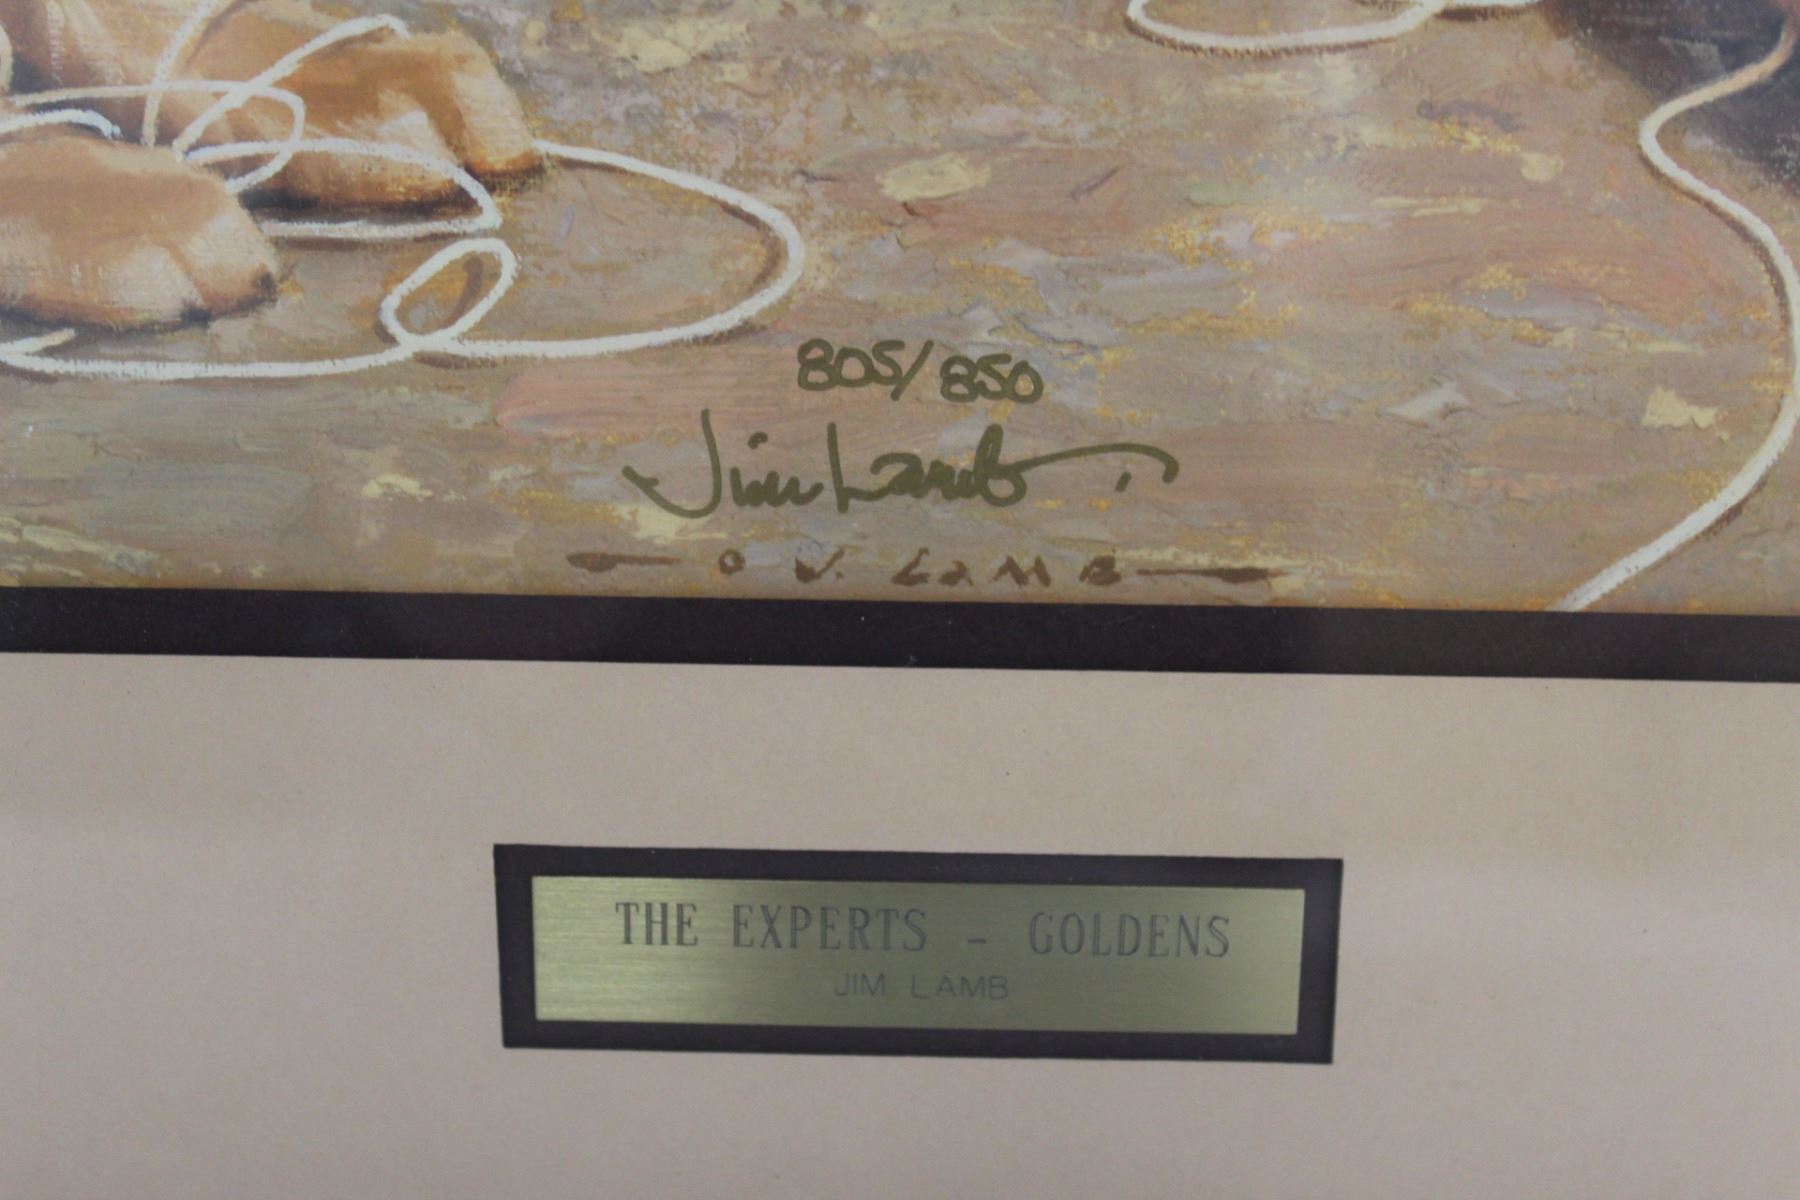 805/850
Jim Lamb
J. LAMB
THE EXPERTS - GOLDENS
JIM LAMB